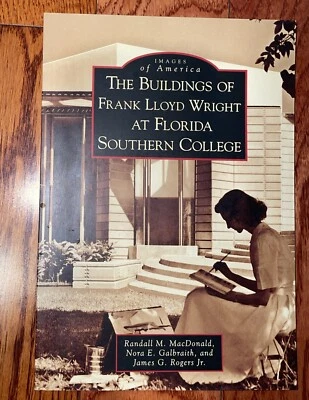 IMAGES
of America
THE BUILDINGS OF
FRANK LLOYD WRIGHT
AT FLORIDA
SOUTHERN COLLEGE
Randall M. MacDonald,
Nora E. Galbraith, and
James G. Rogers Jr.